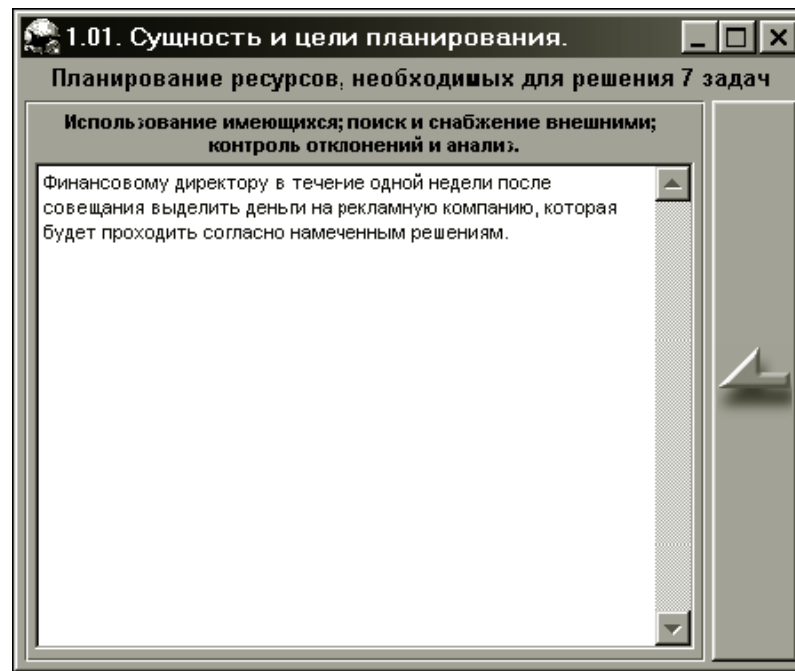 1.01. Сущность и цели планирования.
Планирование ресурсов, необходимых для решения 7 задач
Использование имеющихся; поиск и снабжение внешними;
контроль отклонений и анализ.
Финансовому директору в течение одной недели после
совещания выделить деньги на рекламную компанию, которая
будет проходить согласно намеченным решениям.